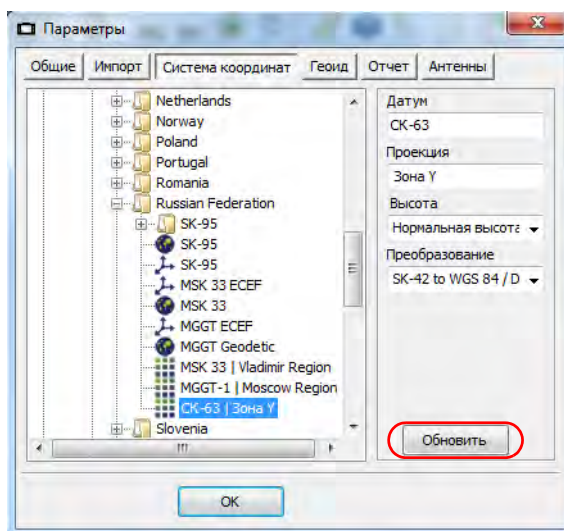 Параметры
Общие Импорт Система координат Геоид Отчет Антенны
Netherlands
Norway
Poland
Portugal
Romania
Russian Federation
SK-95
SK-95
SK-95
MSK 33 ECEF
MSK 33
MGGT ECEF
MGGT Geodetic
MSK 33 | Vladimir Region
MGGT-1 | Moscow Region
СК-63 | Зона Y
Slovenia
Датум
СК-63
Проекция
Зона Y
Высота
Нормальная высота
Преобразование
SK-42 to WGS 84 / D
Обновить
OK